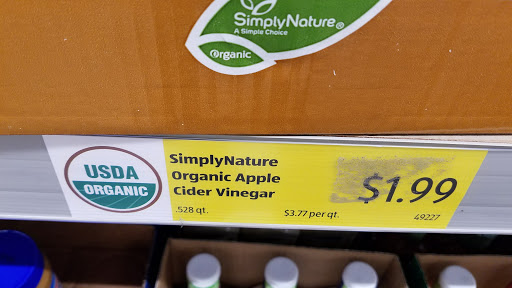 SimplyNature®
A Simple Choice
Organic
USDA
ORGANIC
SimplyNature
Organic Apple
Cider Vinegar
.528 qt.
$3.77 per qt.
$1.99
49227